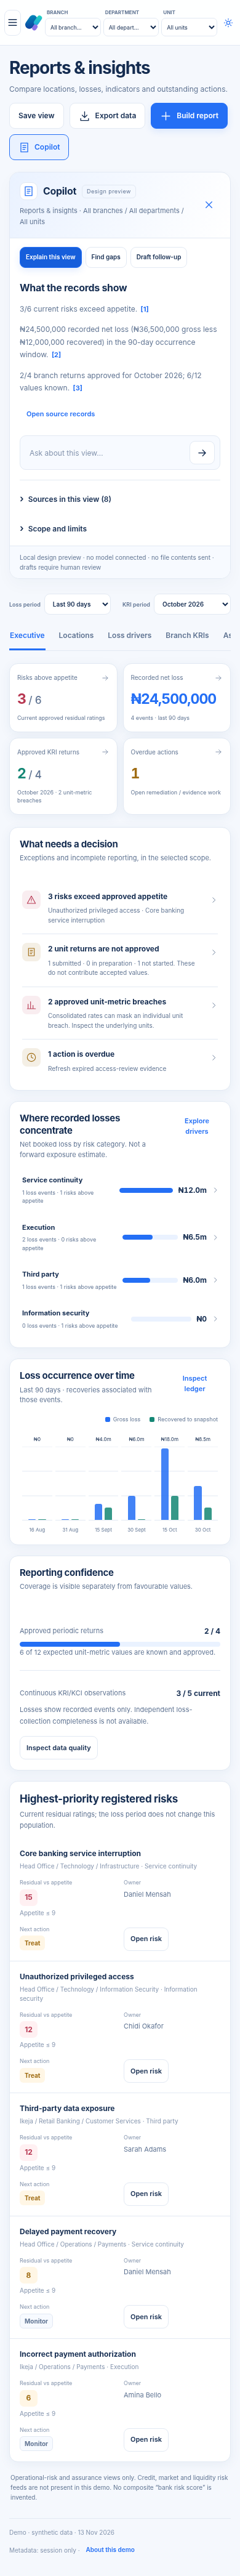 BRANCH
DEPARTMENT
UNIT
All branch...
All depart...
All units
Reports & insights
Compare locations, losses, indicators and outstanding actions.
Save view
Export data
Build report
Copilot
Copilot
Design preview
Reports & insights · All branches / All departments /
All units
Explain this view
Find gaps
Draft follow-up
What the records show
3/6 current risks exceed appetite. [1]
₦24,500,000 recorded net loss (₦36,500,000 gross less
₦12,000,000 recovered) in the 90-day occurrence
window. [2]
2/4 branch returns approved for October 2026; 6/12
values known. [3]
Open source records
Ask about this view...
Sources in this view (8)
Scope and limits
Local design preview · no model connected · no file contents sent ·
drafts require human review
Loss period
Last 90 days
KRI period
October 2026
Executive
Locations
Loss drivers
Branch KRIs
As
Risks above appetite
3 / 6
Current approved residual ratings
Recorded net loss
₦24,500,000
4 events · last 90 days
Approved KRI returns
2 / 4
October 2026 · 2 unit-metric
breaches
Overdue actions
1
Open remediation / evidence work
What needs a decision
Exceptions and incomplete reporting, in the selected scope.
3 risks exceed approved appetite
Unauthorized privileged access · Core banking
service interruption
2 unit returns are not approved
1 submitted · 0 in preparation · 1 not started. These
do not contribute accepted values.
2 approved unit-metric breaches
Consolidated rates can mask an individual unit
breach. Inspect the underlying units.
1 action is overdue
Refresh expired access-review evidence
Where recorded losses
concentrate
Net booked loss by risk category. Not a
forward exposure estimate.
Explore
drivers
Service continuity
1 loss events · 1 risks above
appetite
₦12.0m
Execution
2 loss events · 0 risks above
appetite
₦6.5m
Third party
1 loss events · 1 risks above appetite
₦6.0m
Information security
0 loss events · 1 risks above appetite
₦0
Loss occurrence over time
Last 90 days · recoveries associated with
those events.
Inspect
ledger
Gross loss
Recovered to snapshot
₦0
₦0
₦4.0m
₦6.0m
₦18.0m
₦8.5m
16 Aug
31 Aug
15 Sept
30 Sept
15 Oct
30 Oct
Reporting confidence
Coverage is visible separately from favourable values.
Approved periodic returns
2 / 4
6 of 12 expected unit-metric values are known and approved.
Continuous KRI/KCI observations
3 / 5 current
Losses show recorded events only. Independent loss-
collection completeness is not available.
Inspect data quality
Highest-priority registered risks
Current residual ratings; the loss period does not change this
population.
Core banking service interruption
Head Office / Technology / Infrastructure · Service continuity
Residual vs appetite
Owner
15
Daniel Mensah
Appetite ≤ 9
Next action
Treat
Open risk
Unauthorized privileged access
Head Office / Technology / Information Security · Information
security
Residual vs appetite
Owner
12
Chidi Okafor
Appetite ≤ 9
Next action
Treat
Open risk
Third-party data exposure
Ikeja / Retail Banking / Customer Services · Third party
Residual vs appetite
Owner
12
Sarah Adams
Appetite ≤ 9
Next action
Treat
Open risk
Delayed payment recovery
Head Office / Operations / Payments · Service continuity
Residual vs appetite
Owner
8
Daniel Mensah
Appetite ≤ 9
Next action
Monitor
Open risk
Incorrect payment authorization
Ikeja / Operations / Payments · Execution
Residual vs appetite
Owner
6
Amina Bello
Appetite ≤ 9
Next action
Monitor
Open risk
Operational-risk and assurance views only. Credit, market and liquidity risk
feeds are not present in this demo. No composite "bank risk score" is
invented.
Demo · synthetic data · 13 Nov 2026
Metadata: session only ·
About this demo